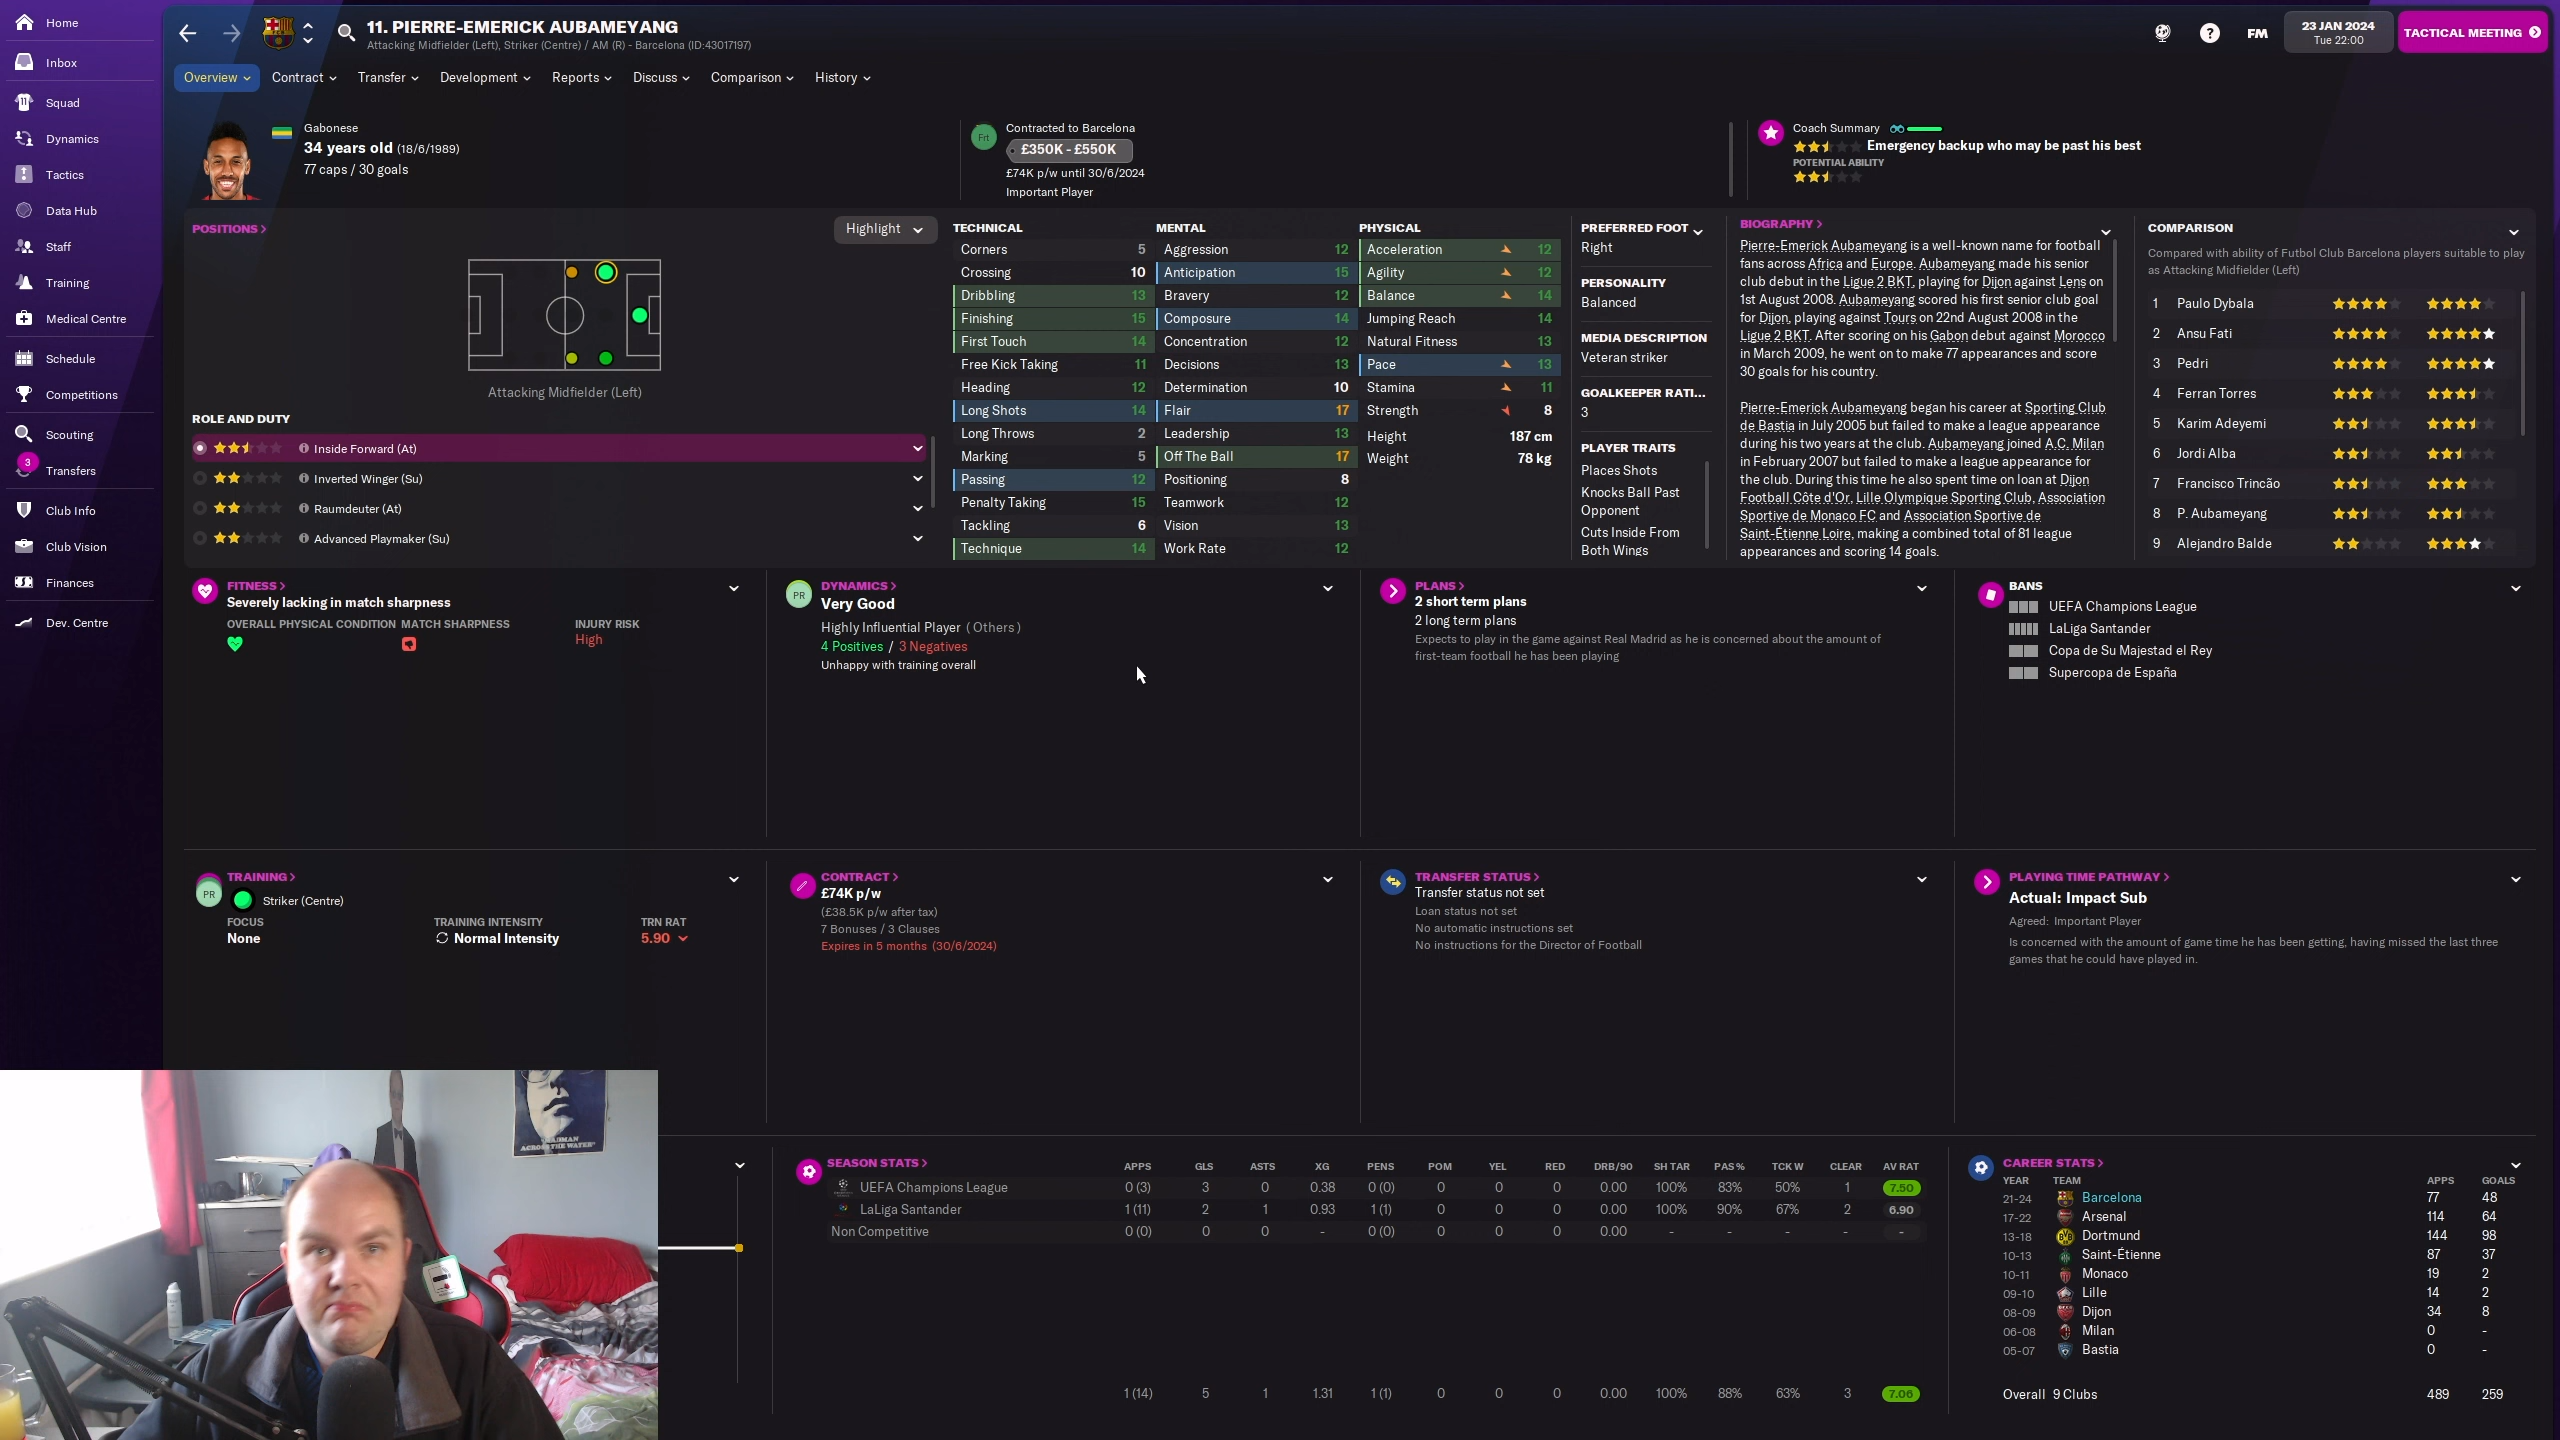 Home
Inbox
Squad
Dynamics
Tactics
Data Hub
Staff
Training
Medical Centre
Schedule
Competitions
Scouting
3
Transfers
Club Info
Club Vision
Finances
Dev. Centre
11. PIERRE-EMERICK AUBAMEYANG
Attacking Midfielder (Left), Striker (Centre) / AM (R) - Barcelona (ID:43017197)
FM
23 JAN 2024
Tue 22:00
TACTICAL MEETING
Overview
Contract
Transfer
Development
Reports
Discuss
Comparison
History
Gabonese
34 years old (18/6/1989)
77 caps / 30 goals
Frt
Contracted to Barcelona
£350K - £550K
£74K p/w until 30/6/2024
Important Player
Coach Summary
Emergency backup who may be past his best
POTENTIAL ABILITY
POSITIONS >
Highlight
Attacking Midfielder (Left)
ROLE AND DUTY
Inside Forward (At)
Inverted Winger (Su)
Raumdeuter (At)
Advanced Playmaker (Su)
TECHNICAL
Corners 5
Crossing 10
Dribbling 13
Finishing 15
First Touch 14
Free Kick Taking 11
Heading 12
Long Shots 14
Long Throws 2
Marking 5
Passing 12
Penalty Taking 15
Tackling 6
Technique 14
MENTAL
Aggression 12
Anticipation 15
Bravery 12
Composure 14
Concentration 12
Decisions 13
Determination 10
Flair 17
Leadership 13
Off The Ball 17
Positioning 8
Teamwork 12
Vision 13
Work Rate 12
PHYSICAL
Acceleration 12
Agility 12
Balance 14
Jumping Reach 14
Natural Fitness 13
Pace 13
Stamina 11
Strength 8
Height 187 cm
Weight 78 kg
PREFERRED FOOT
Right
PERSONALITY
Balanced
MEDIA DESCRIPTION
Veteran striker
GOALKEEPER RATI...
3
PLAYER TRAITS
Places Shots
Knocks Ball Past
Opponent
Cuts Inside From
Both Wings
BIOGRAPHY >
Pierre-Emerick Aubameyang is a well-known name for football
fans across Africa and Europe. Aubameyang made his senior
club debut in the Ligue 2 BKT, playing for Dijon against Lens on
1st August 2008. Aubameyang scored his first senior club goal
for Dijon, playing against Tours on 22nd August 2008 in the
Ligue 2 BKT. After scoring on his Gabon debut against Morocco
in March 2009, he went on to make 77 appearances and score
30 goals for his country.
Pierre-Emerick Aubameyang began his career at Sporting Club
de Bastia in July 2005 but failed to make a league appearance
during his two years at the club. Aubameyang joined A.C. Milan
in February 2007 but failed to make a league appearance for
the club. During this time he also spent time on loan at Dijon
Football Côte d'Or, Lille Olympique Sporting Club, Association
Sportive de Monaco FC and Association Sportive de
Saint-Étienne Loire, making a combined total of 81 league
appearances and scoring 14 goals.
COMPARISON
Compared with ability of Futbol Club Barcelona players suitable to play
as Attacking Midfielder (Left)
1 Paulo Dybala
2 Ansu Fati
3 Pedri
4 Ferran Torres
5 Karim Adeyemi
6 Jordi Alba
7 Francisco Trincão
8 P. Aubameyang
9 Alejandro Balde
FITNESS >
Severely lacking in match sharpness
OVERALL PHYSICAL CONDITION MATCH SHARPNESS INJURY RISK
High
PR
DYNAMICS >
Very Good
Highly Influential Player (Others)
4 Positives / 3 Negatives
Unhappy with training overall
PLANS >
2 short term plans
2 long term plans
Expects to play in the game against Real Madrid as he is concerned about the amount of
first-team football he has been playing
BANS
UEFA Champions League
LaLiga Santander
Copa de Su Majestad el Rey
Supercopa de España
PR
TRAINING >
Striker (Centre)
FOCUS TRAINING INTENSITY TRN RAT
None Normal Intensity 5.90
CONTRACT >
£74K p/w
(£38.5K p/w after tax)
7 Bonuses / 3 Clauses
Expires in 5 months (30/6/2024)
TRANSFER STATUS >
Transfer status not set
Loan status not set
No automatic instructions set
No instructions for the Director of Football
PLAYING TIME PATHWAY >
Actual: Impact Sub
Agreed: Important Player
Is concerned with the amount of game time he has been getting, having missed the last three
games that he could have played in.
MADMAN
ACROSS THE WATER
SEASON STATS > APPS GLS ASTS XG PENS POM YEL RED DRB/90 SH TAR PAS % TCK W CLEAR AV RAT
UEFA Champions League 0 (3) 3 0 0.38 0 (0) 0 0 0 0.00 100% 83% 50% 1 7.50
LaLiga Santander 1 (11) 2 1 0.93 1 (1) 0 0 0 0.00 100% 90% 67% 2 6.90
Non Competitive 0 (0) 0 0 - 0 (0) 0 0 0 0.00 - - - - -
1 (14) 5 1 1.31 1 (1) 0 0 0 0.00 100% 88% 63% 3 7.06
CAREER STATS >
YEAR TEAM APPS GOALS
21-24 Barcelona 77 48
17-22 Arsenal 114 64
13-18 Dortmund 144 98
10-13 Saint-Étienne 87 37
10-11 Monaco 19 2
09-10 Lille 14 2
08-09 Dijon 34 8
06-08 Milan 0 -
05-07 Bastia 0 -
Overall 9 Clubs 489 259